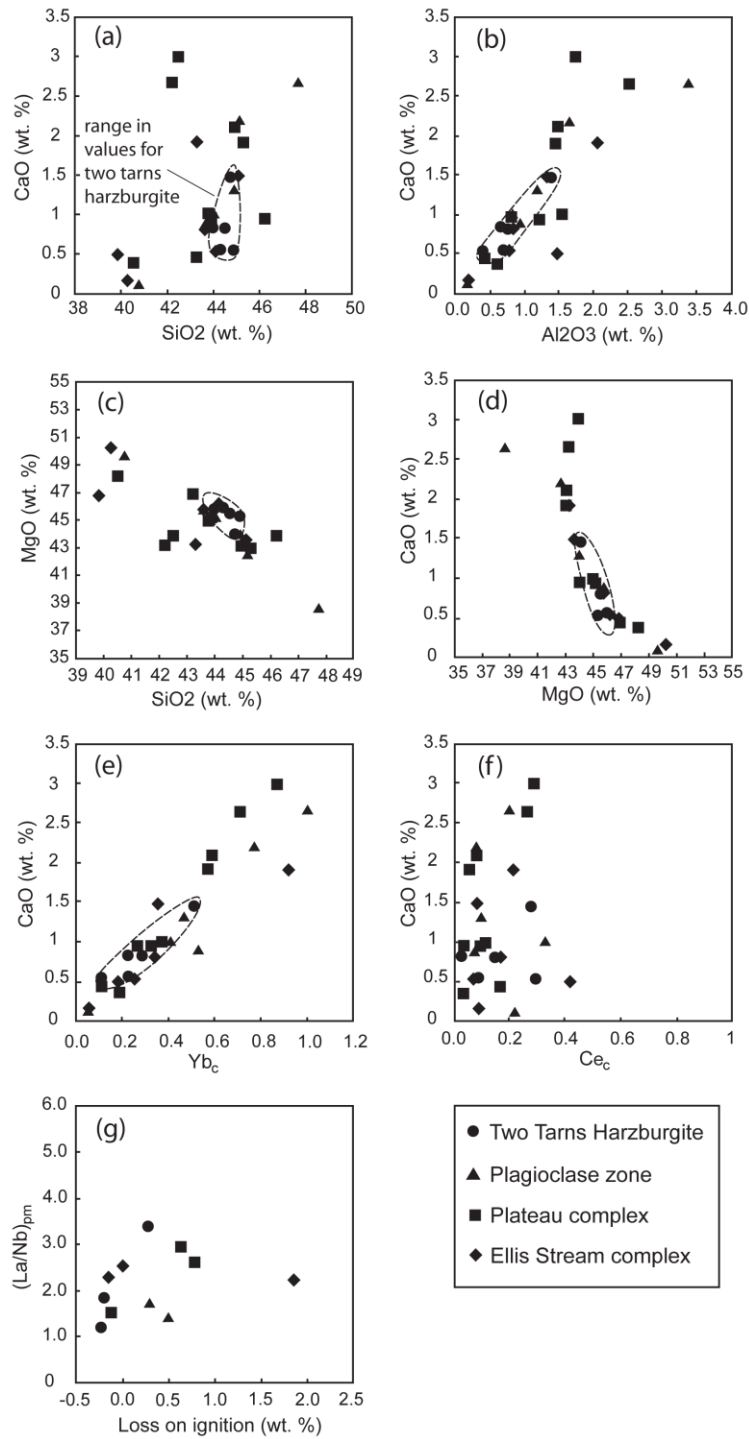 (a)
CaO (wt. %)
3.5
3
2.5
2
1.5
1
0.5
0
range in
values for
two tarns
harzburgite
38 40 42 44 46 48 50
SiO2 (wt. %)
(b)
CaO (wt. %)
3.5
3
2.5
2
1.5
1
0.5
0
0.0 0.5 1.0 1.5 2.0 3.0 4.0
Al2O3 (wt. %)
(c)
MgO (wt. %)
55
53
51
49
47
45
43
41
39
37
35
39 40 41 42 43 44 45 46 47 48 49
SiO2 (wt. %)
(d)
CaO (wt. %)
3.5
3
2.5
2
1.5
1
0.5
0
35 37 39 41 43 45 47 49 51 53 55
MgO (wt. %)
(e)
CaO (wt. %)
3.5
3
2.5
2
1.5
1
0.5
0
0 0.2 0.4 0.6 0.8 1.0 1.2
Ybc
(f)
CaO (wt. %)
3.5
3
2.5
2
1.5
1
0.5
0
0.0 0.2 0.4 0.6 0.8 1
Cec
(g)
(La/Nb)pm
6.0
5.0
4.0
3.0
2.0
1.0
0.0
-0.5 0.0 0.5 1.0 1.5 2.0 2.5
Loss on ignition (wt. %)
Two Tarns Harzburgite
Plagioclase zone
Plateau complex
Ellis Stream complex